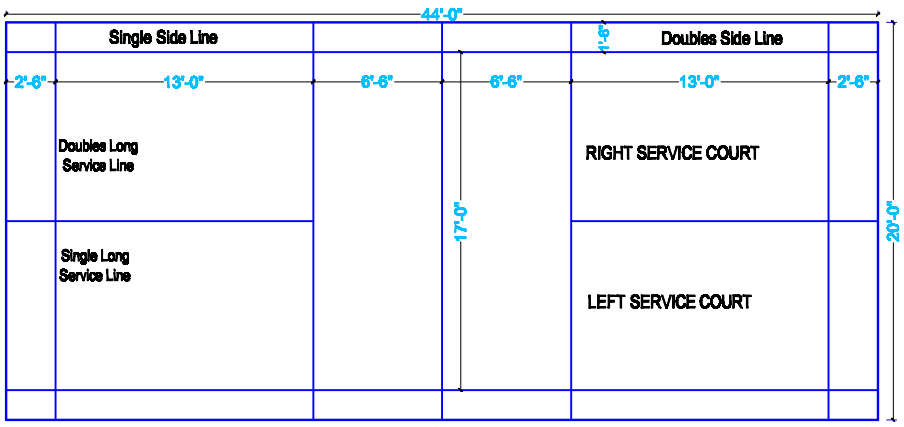 44'-0"
Single Side Line
1'-6"
Doubles Side Line
2'-6"
13'-0"
6'-6"
6'-6"
13'-0"
2'-6"
Doubles Long
Service Line
RIGHT SERVICE COURT
17'-0"
20'-0"
Single Long
Service Line
LEFT SERVICE COURT